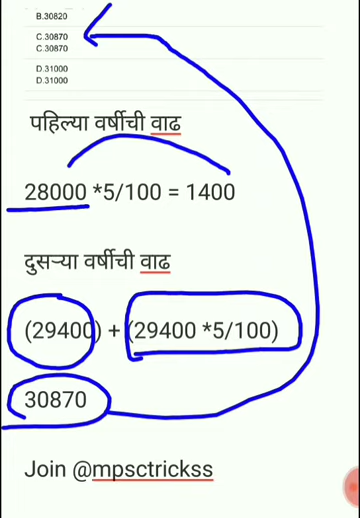 B.30820
C.30870
C.30870
D.31000
D.31000
पहिल्या वर्षीची वाढ
28000 *5/100 = 1400
दुसऱ्या वर्षीची वाढ
(29400) + (29400 *5/100)
30870
Join @mpsctrickss